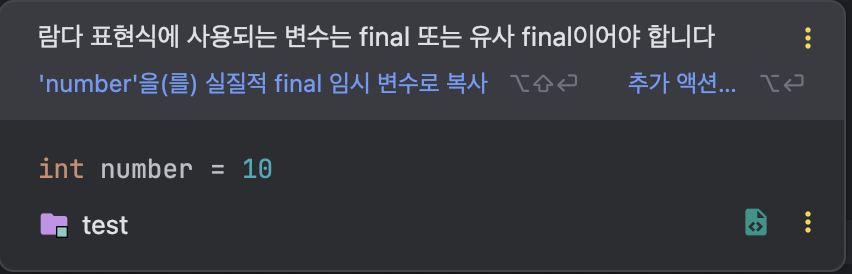 람다 표현식에 사용되는 변수는 final 또는 유사 final이어야 합니다
'number'을(를) 실질적 final 임시 변수로 복사 ⌥⇧⏎ 추가 액션... ⌥⏎
int number = 10
test